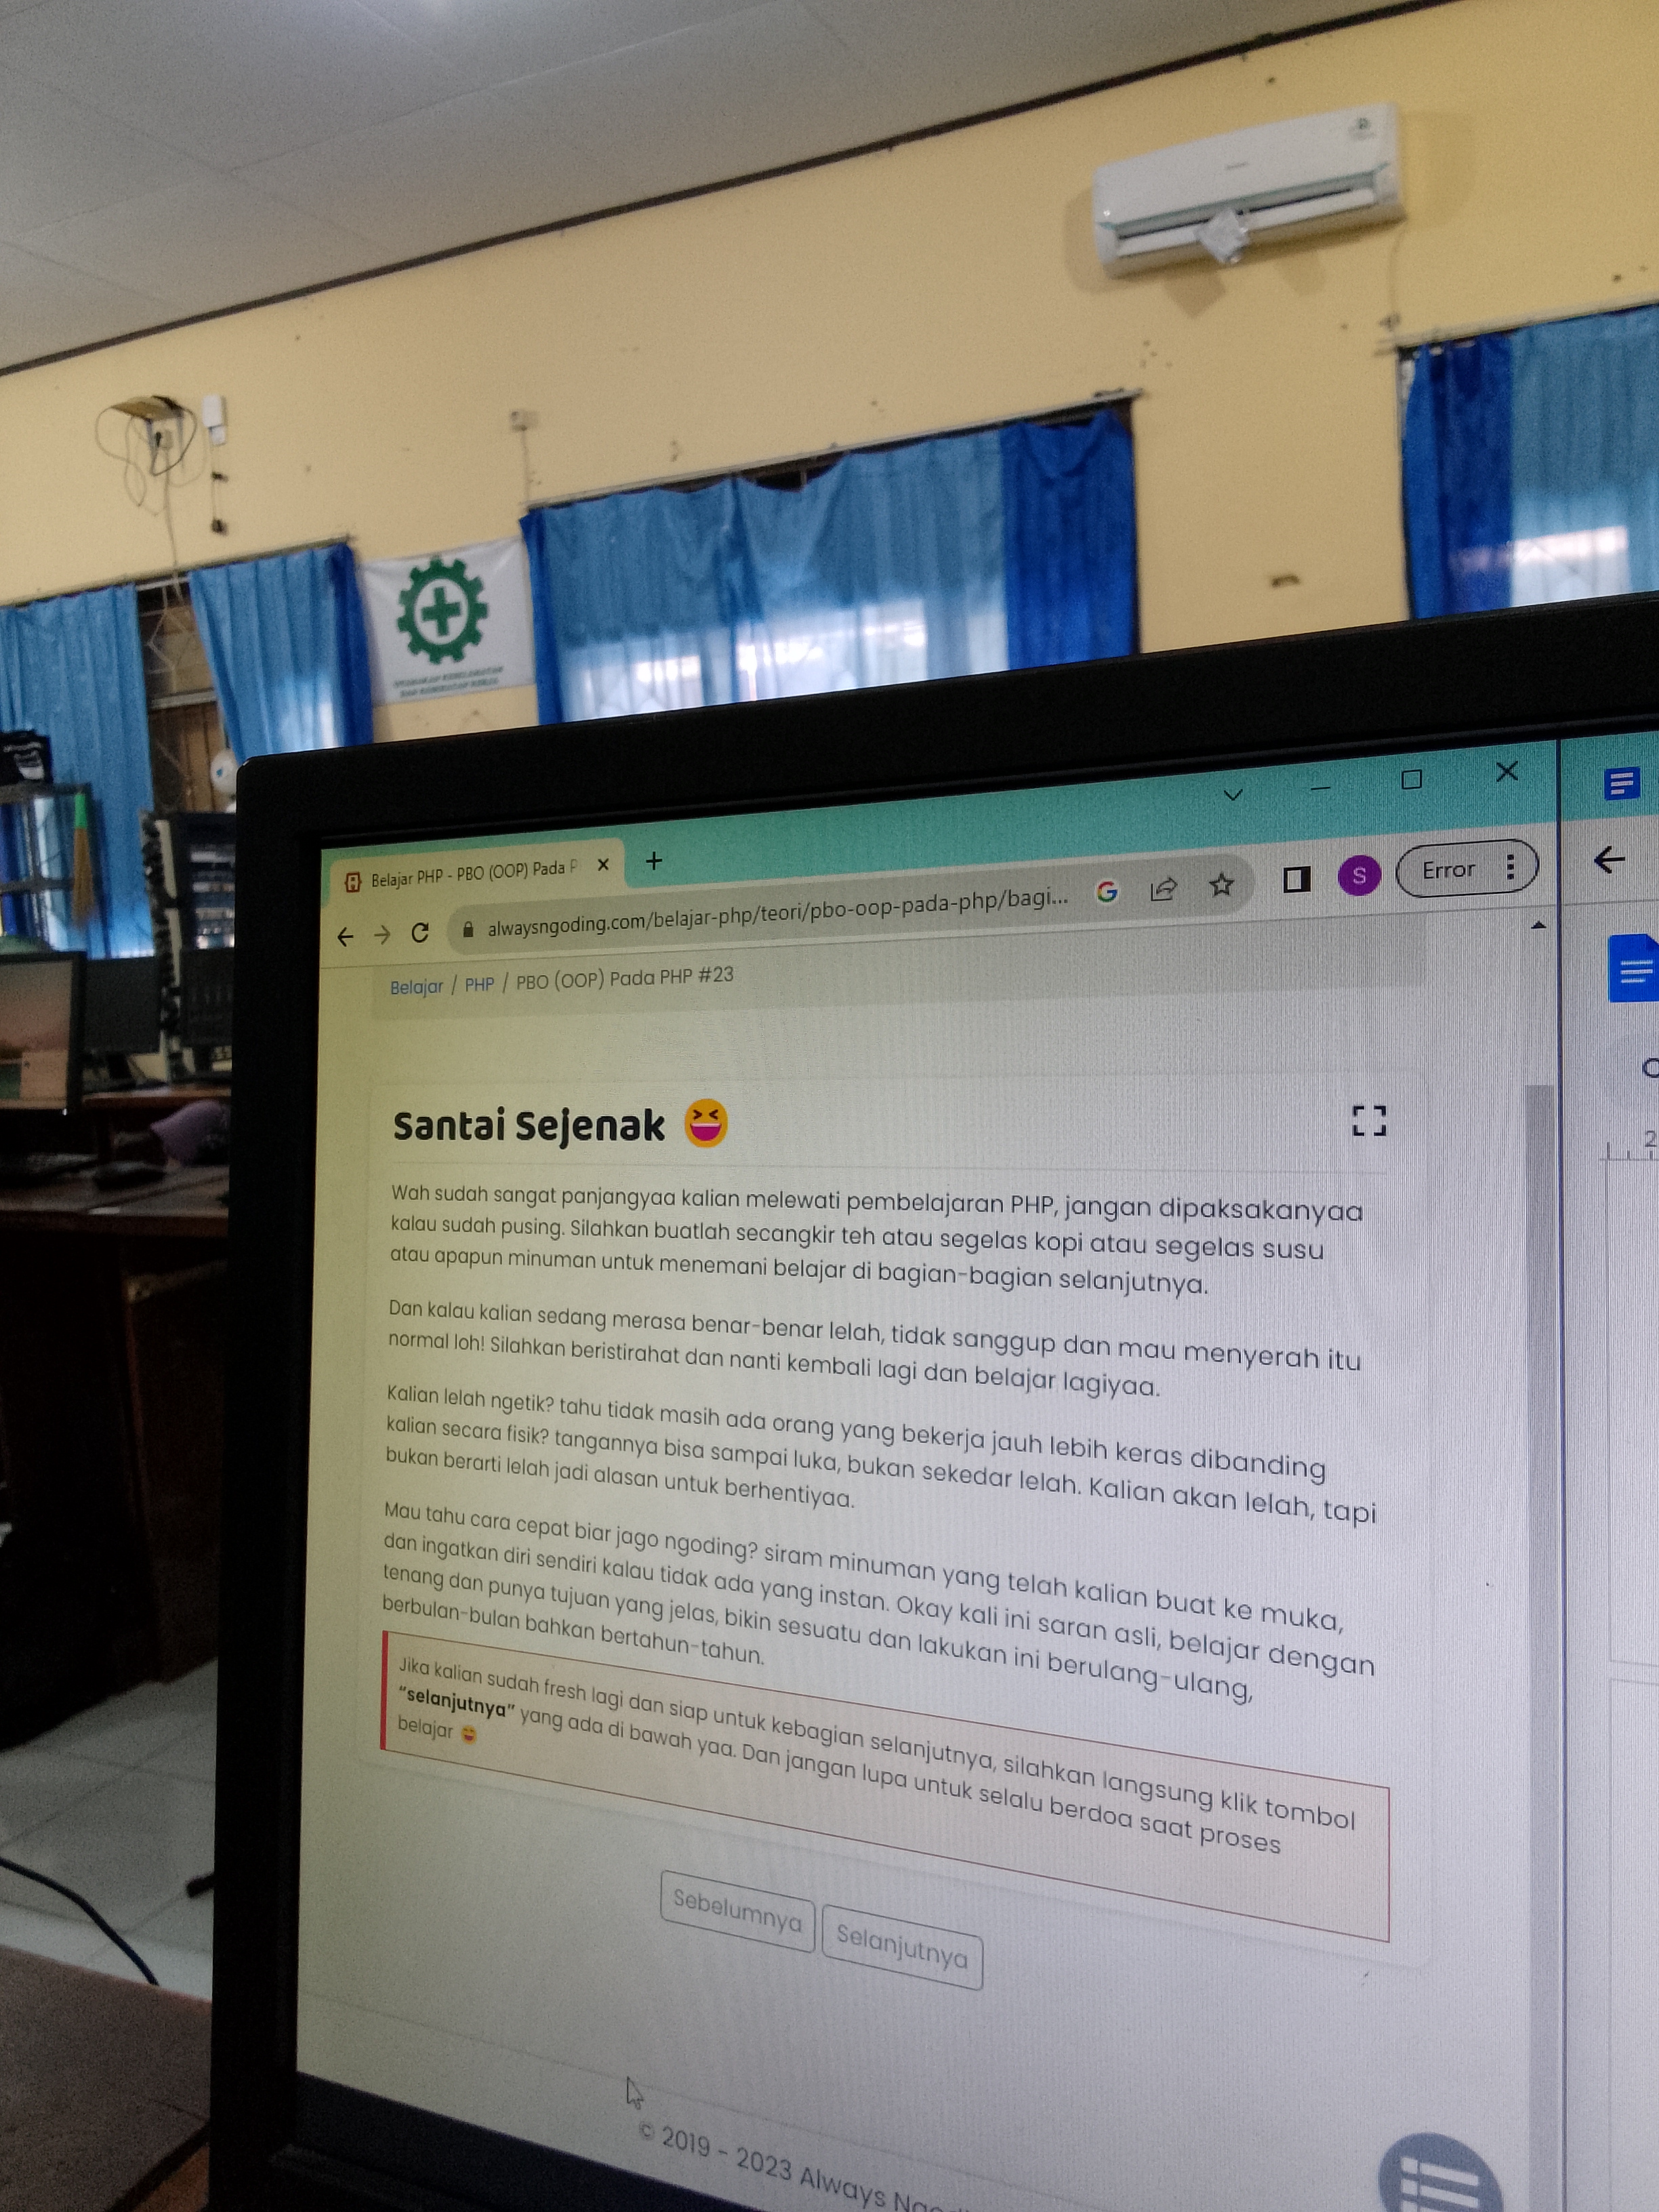 Belajar PHP - PBO (OOP) Pada P
alwaysngoding.com/belajar-php/teori/pbo-oop-pada-php/bagi...
S
Error
Belajar / PHP / PBO (OOP) Pada PHP #23
Santai Sejenak 😆
Wah sudah sangat panjangyaa kalian melewati pembelajaran PHP, jangan dipaksakanyaa
kalau sudah pusing. Silahkan buatlah secangkir teh atau segelas kopi atau segelas susu
atau apapun minuman untuk menemani belajar di bagian-bagian selanjutnya.
Dan kalau kalian sedang merasa benar-benar lelah, tidak sanggup dan mau menyerah itu
normal loh! Silahkan beristirahat dan nanti kembali lagi dan belajar lagiyaa.
Kalian lelah ngetik? tahu tidak masih ada orang yang bekerja jauh lebih keras dibanding
kalian secara fisik? tangannya bisa sampai luka, bukan sekedar lelah. Kalian akan lelah, tapi
bukan berarti lelah jadi alasan untuk berhentiyaa.
Mau tahu cara cepat biar jago ngoding? siram minuman yang telah kalian buat ke muka,
dan ingatkan diri sendiri kalau tidak ada yang instan. Okay kali ini saran asli, belajar dengan
tenang dan punya tujuan yang jelas, bikin sesuatu dan lakukan ini berulang-ulang,
berbulan-bulan bahkan bertahun-tahun.
Jika kalian sudah fresh lagi dan siap untuk kebagian selanjutnya, silahkan langsung klik tombol
"selanjutnya" yang ada di bawah yaa. Dan jangan lupa untuk selalu berdoa saat proses
belajar 😄
Sebelumnya
Selanjutnya
© 2019 - 2023 Always
2